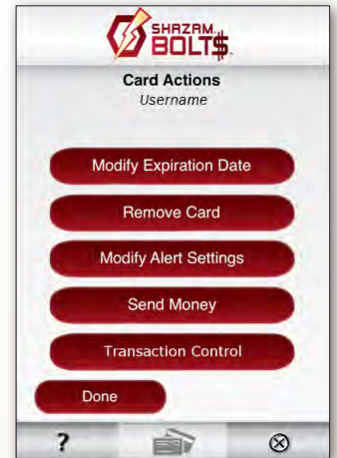 SHAZAM
BOLT$
Card Actions
Username
Modify Expiration Date
Remove Card
Modify Alert Settings
Send Money
Transaction Control
Done
?